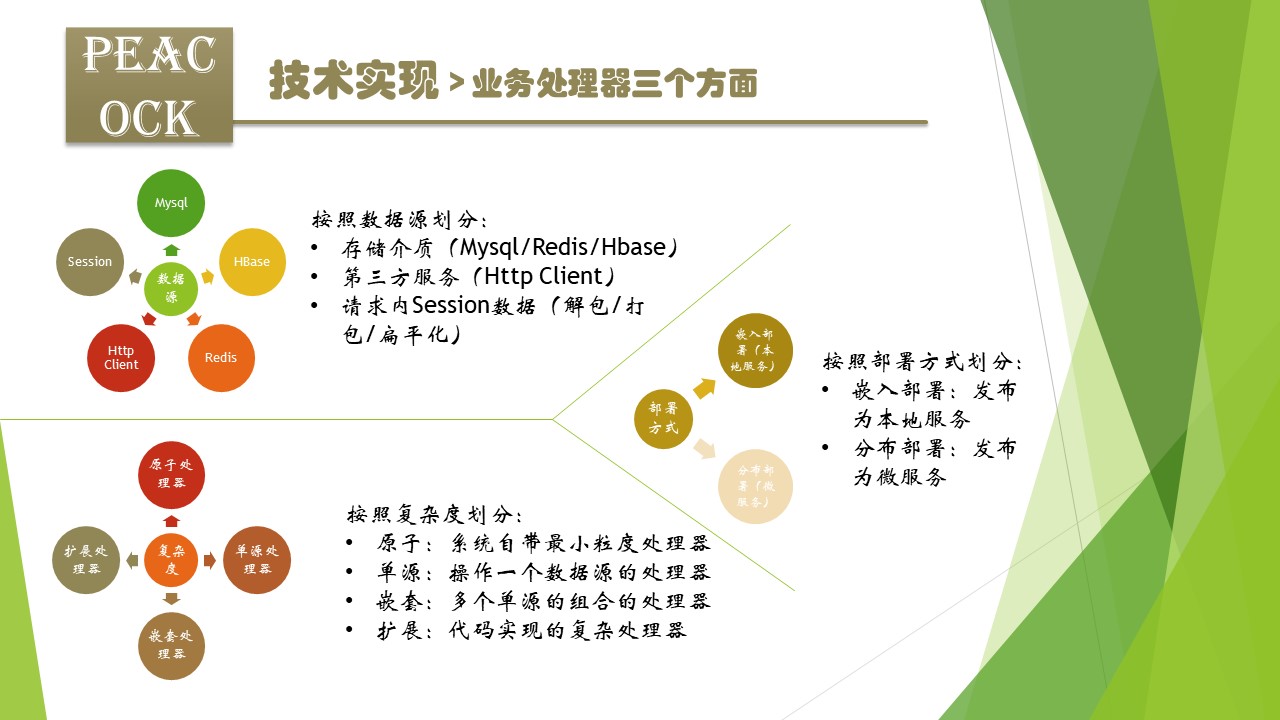 PEAC
OCK
技术实现 > 业务处理器三个方面
Mysql
Session
HBase
数据
源
Http
Client
Redis
按照数据源划分：
• 存储介质（Mysql/Redis/Hbase）
• 第三方服务（Http Client）
• 请求内Session数据（解包/打
包/扁平化）
嵌入部
署（本
地服务）
部署
方式
分布部
署（微
服务）
按照部署方式划分：
• 嵌入部署：发布
为本地服务
• 分布部署：发布
为微服务
原子处
理器
扩展处
理器
复杂
度
单源处
理器
嵌套处
理器
按照复杂度划分：
• 原子：系统自带最小粒度处理器
• 单源：操作一个数据源的处理器
• 嵌套：多个单源的组合的处理器
• 扩展：代码实现的复杂处理器